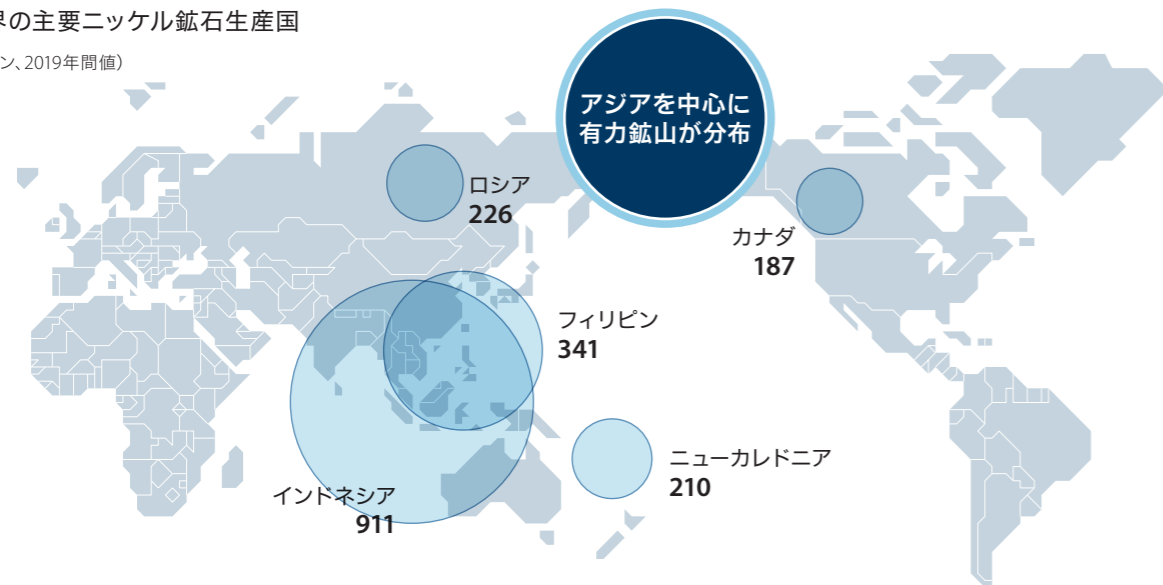 界の主要ニッケル鉱石生産国
ン、2019年間値）
アジアを中心に
有力鉱山が分布
ロシア
226
カナダ
187
フィリピン
341
ニューカレドニア
210
インドネシア
911